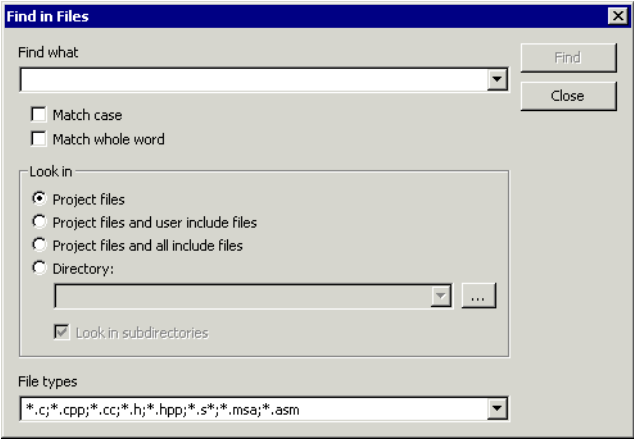 Find in Files
Find what
Find
Close
Match case
Match whole word
Look in
Project files
Project files and user include files
Project files and all include files
Directory:
...
Look in subdirectories
File types
*.c;*.cpp;*.cc;*.h;*.hpp;*.s*;*.msa;*.asm